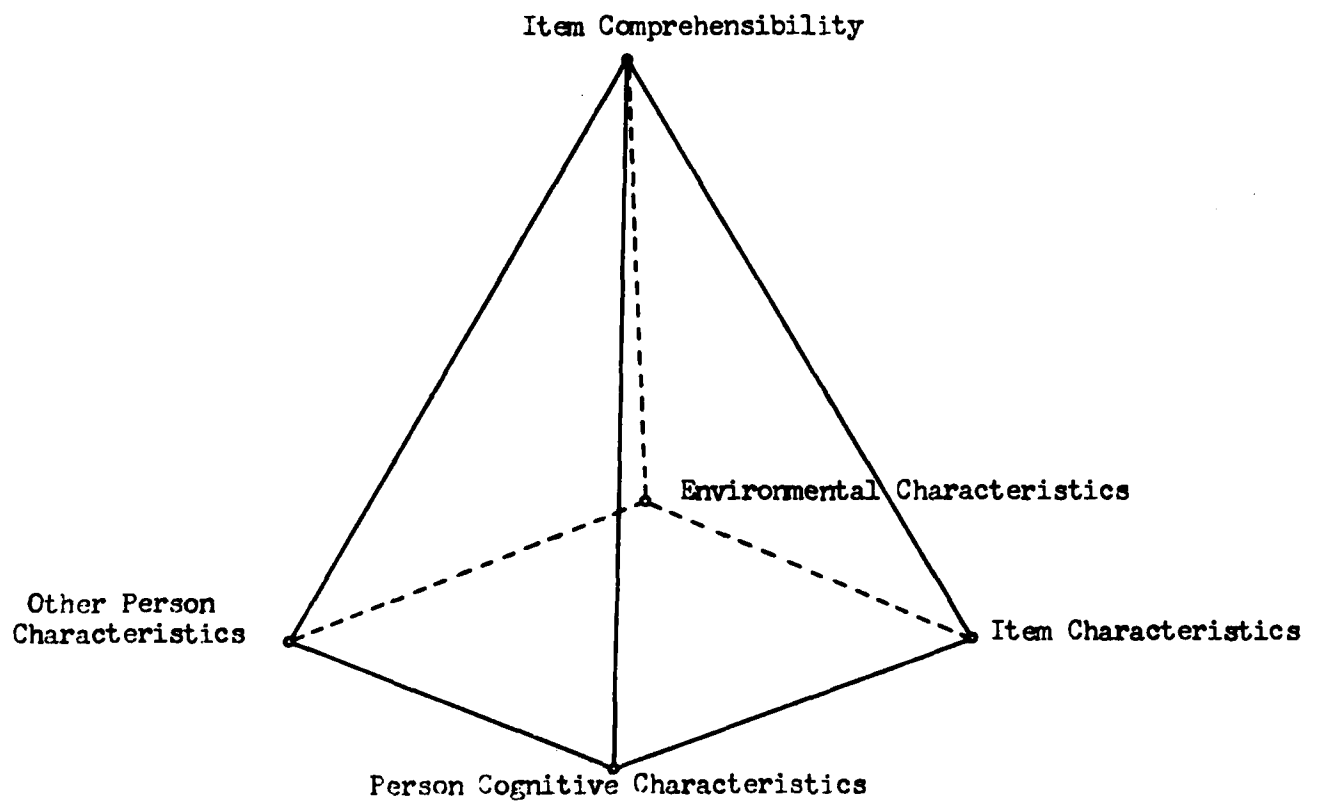 Item Comprehensibility
Environmental Characteristics
Other Person
Characteristics
Item Characteristics
Person Cognitive Characteristics